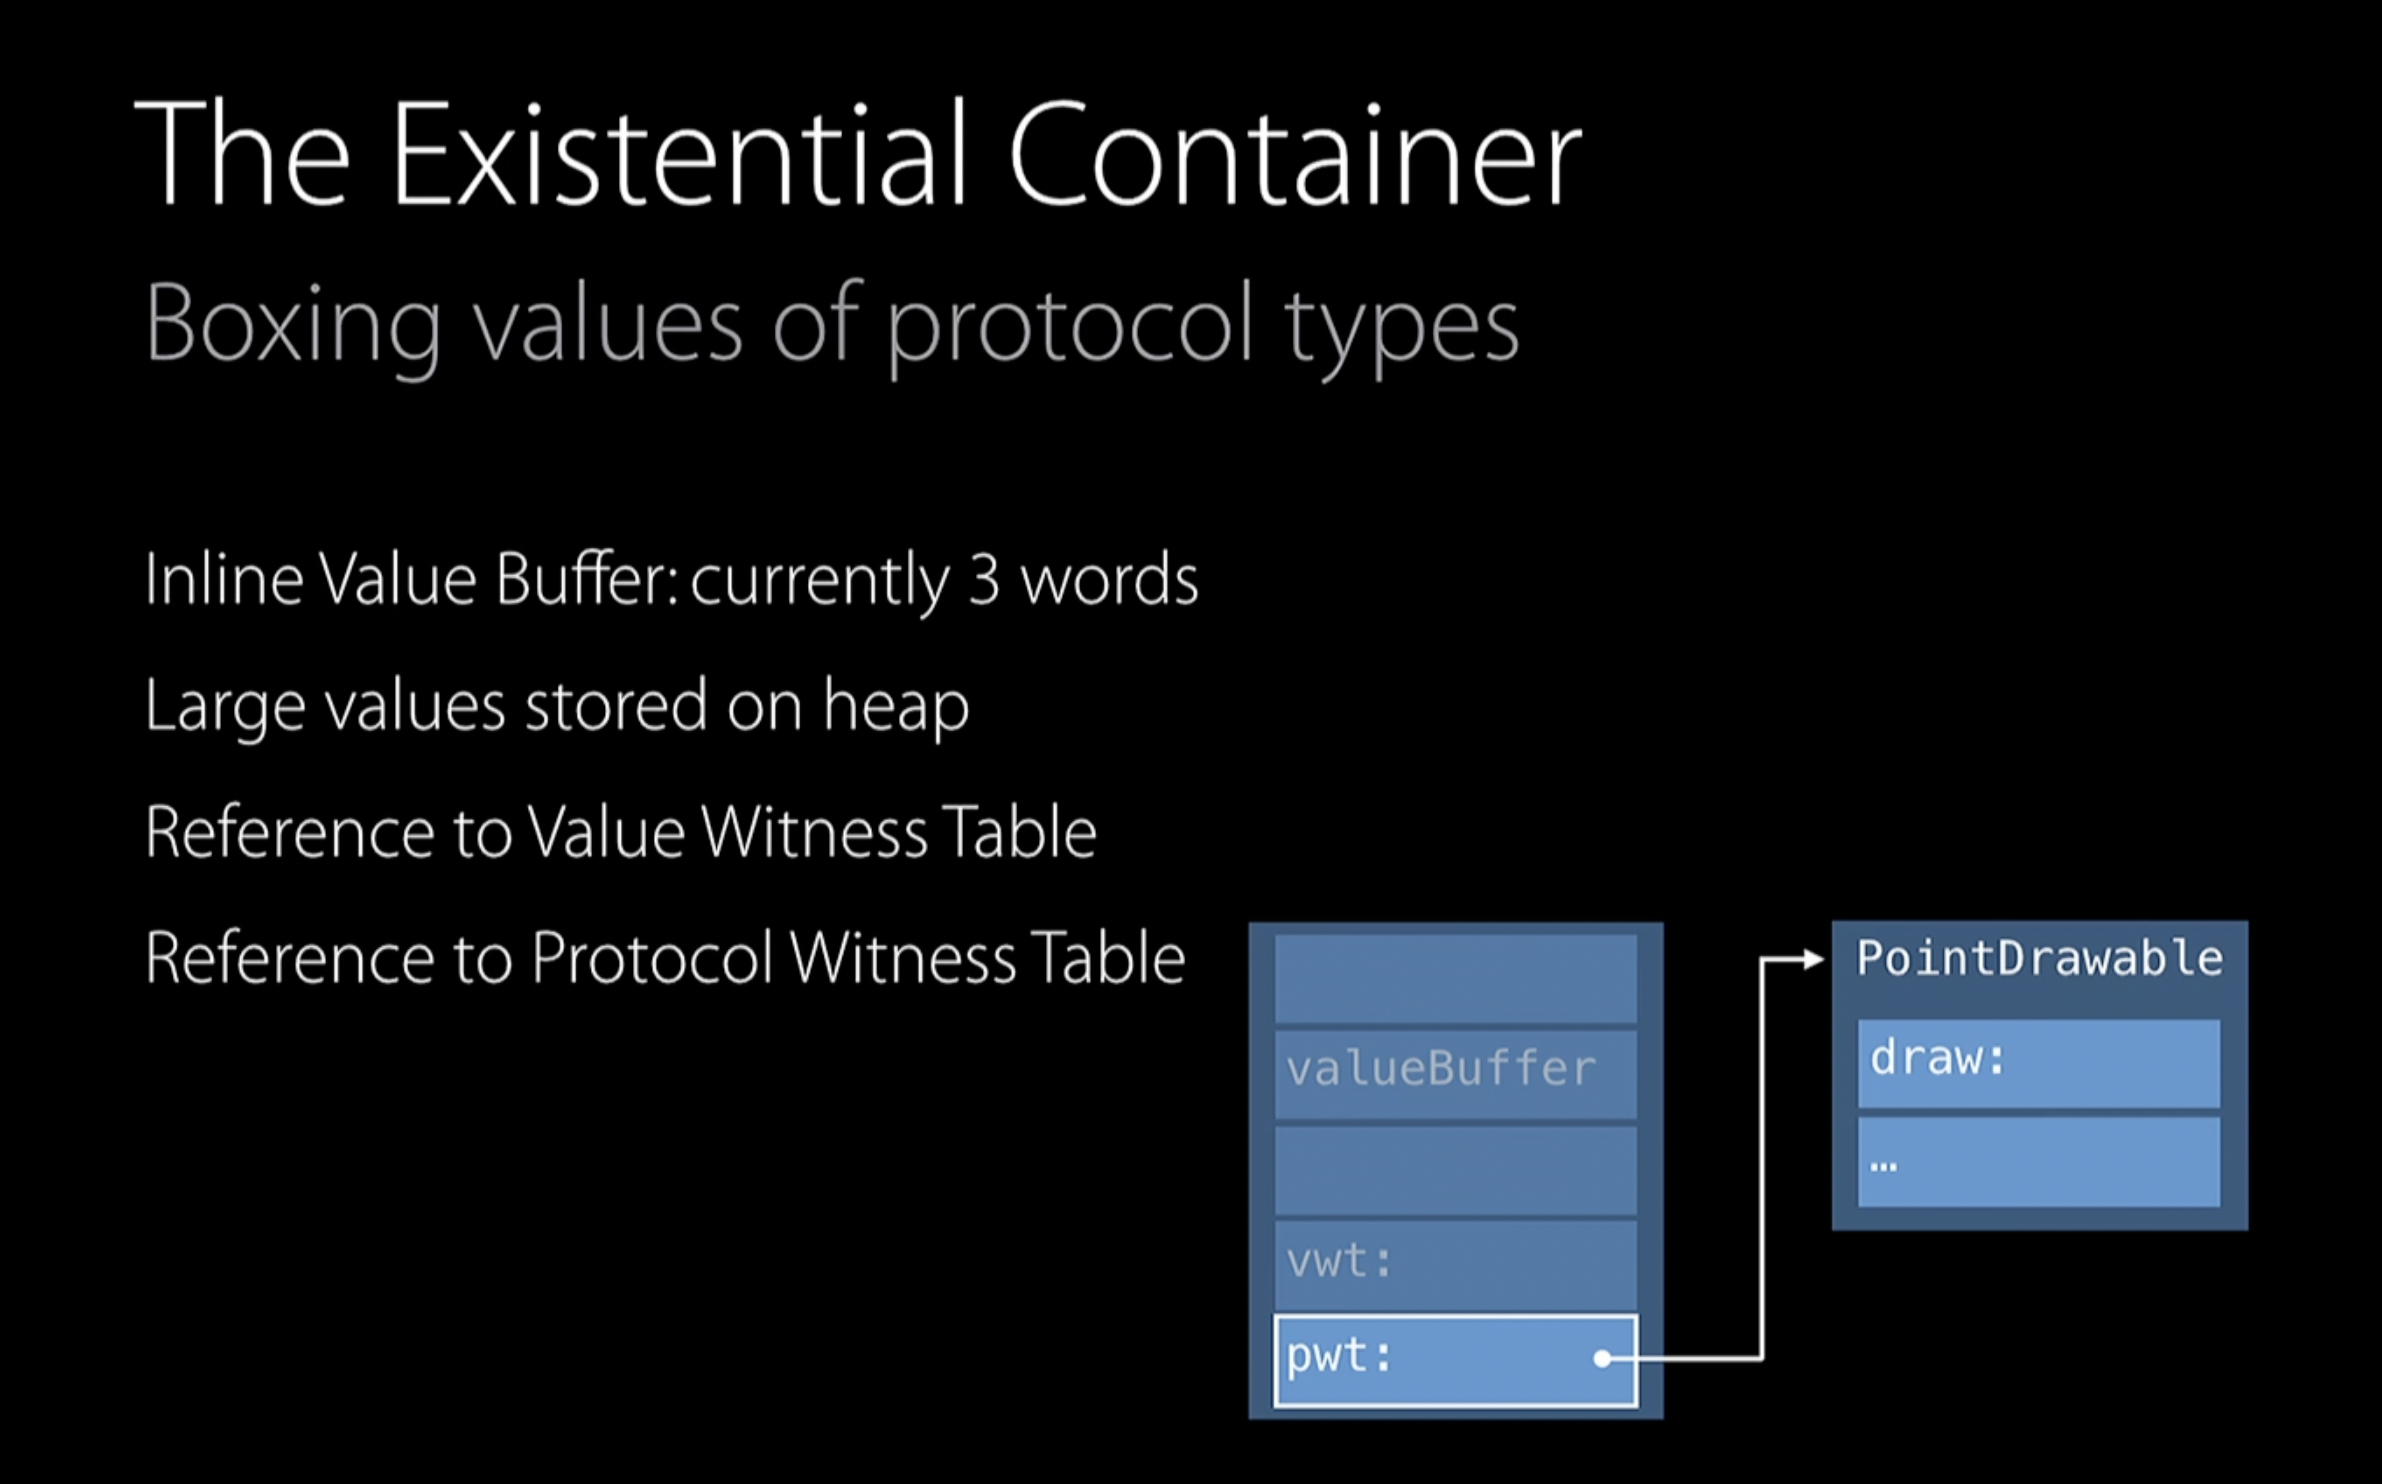 The Existential Container
Boxing values of protocol types
Inline Value Buffer: currently 3 words
Large values stored on heap
Reference to Value Witness Table
Reference to Protocol Witness Table
valueBuffer
vwt:
pwt:
PointDrawable
draw:
…